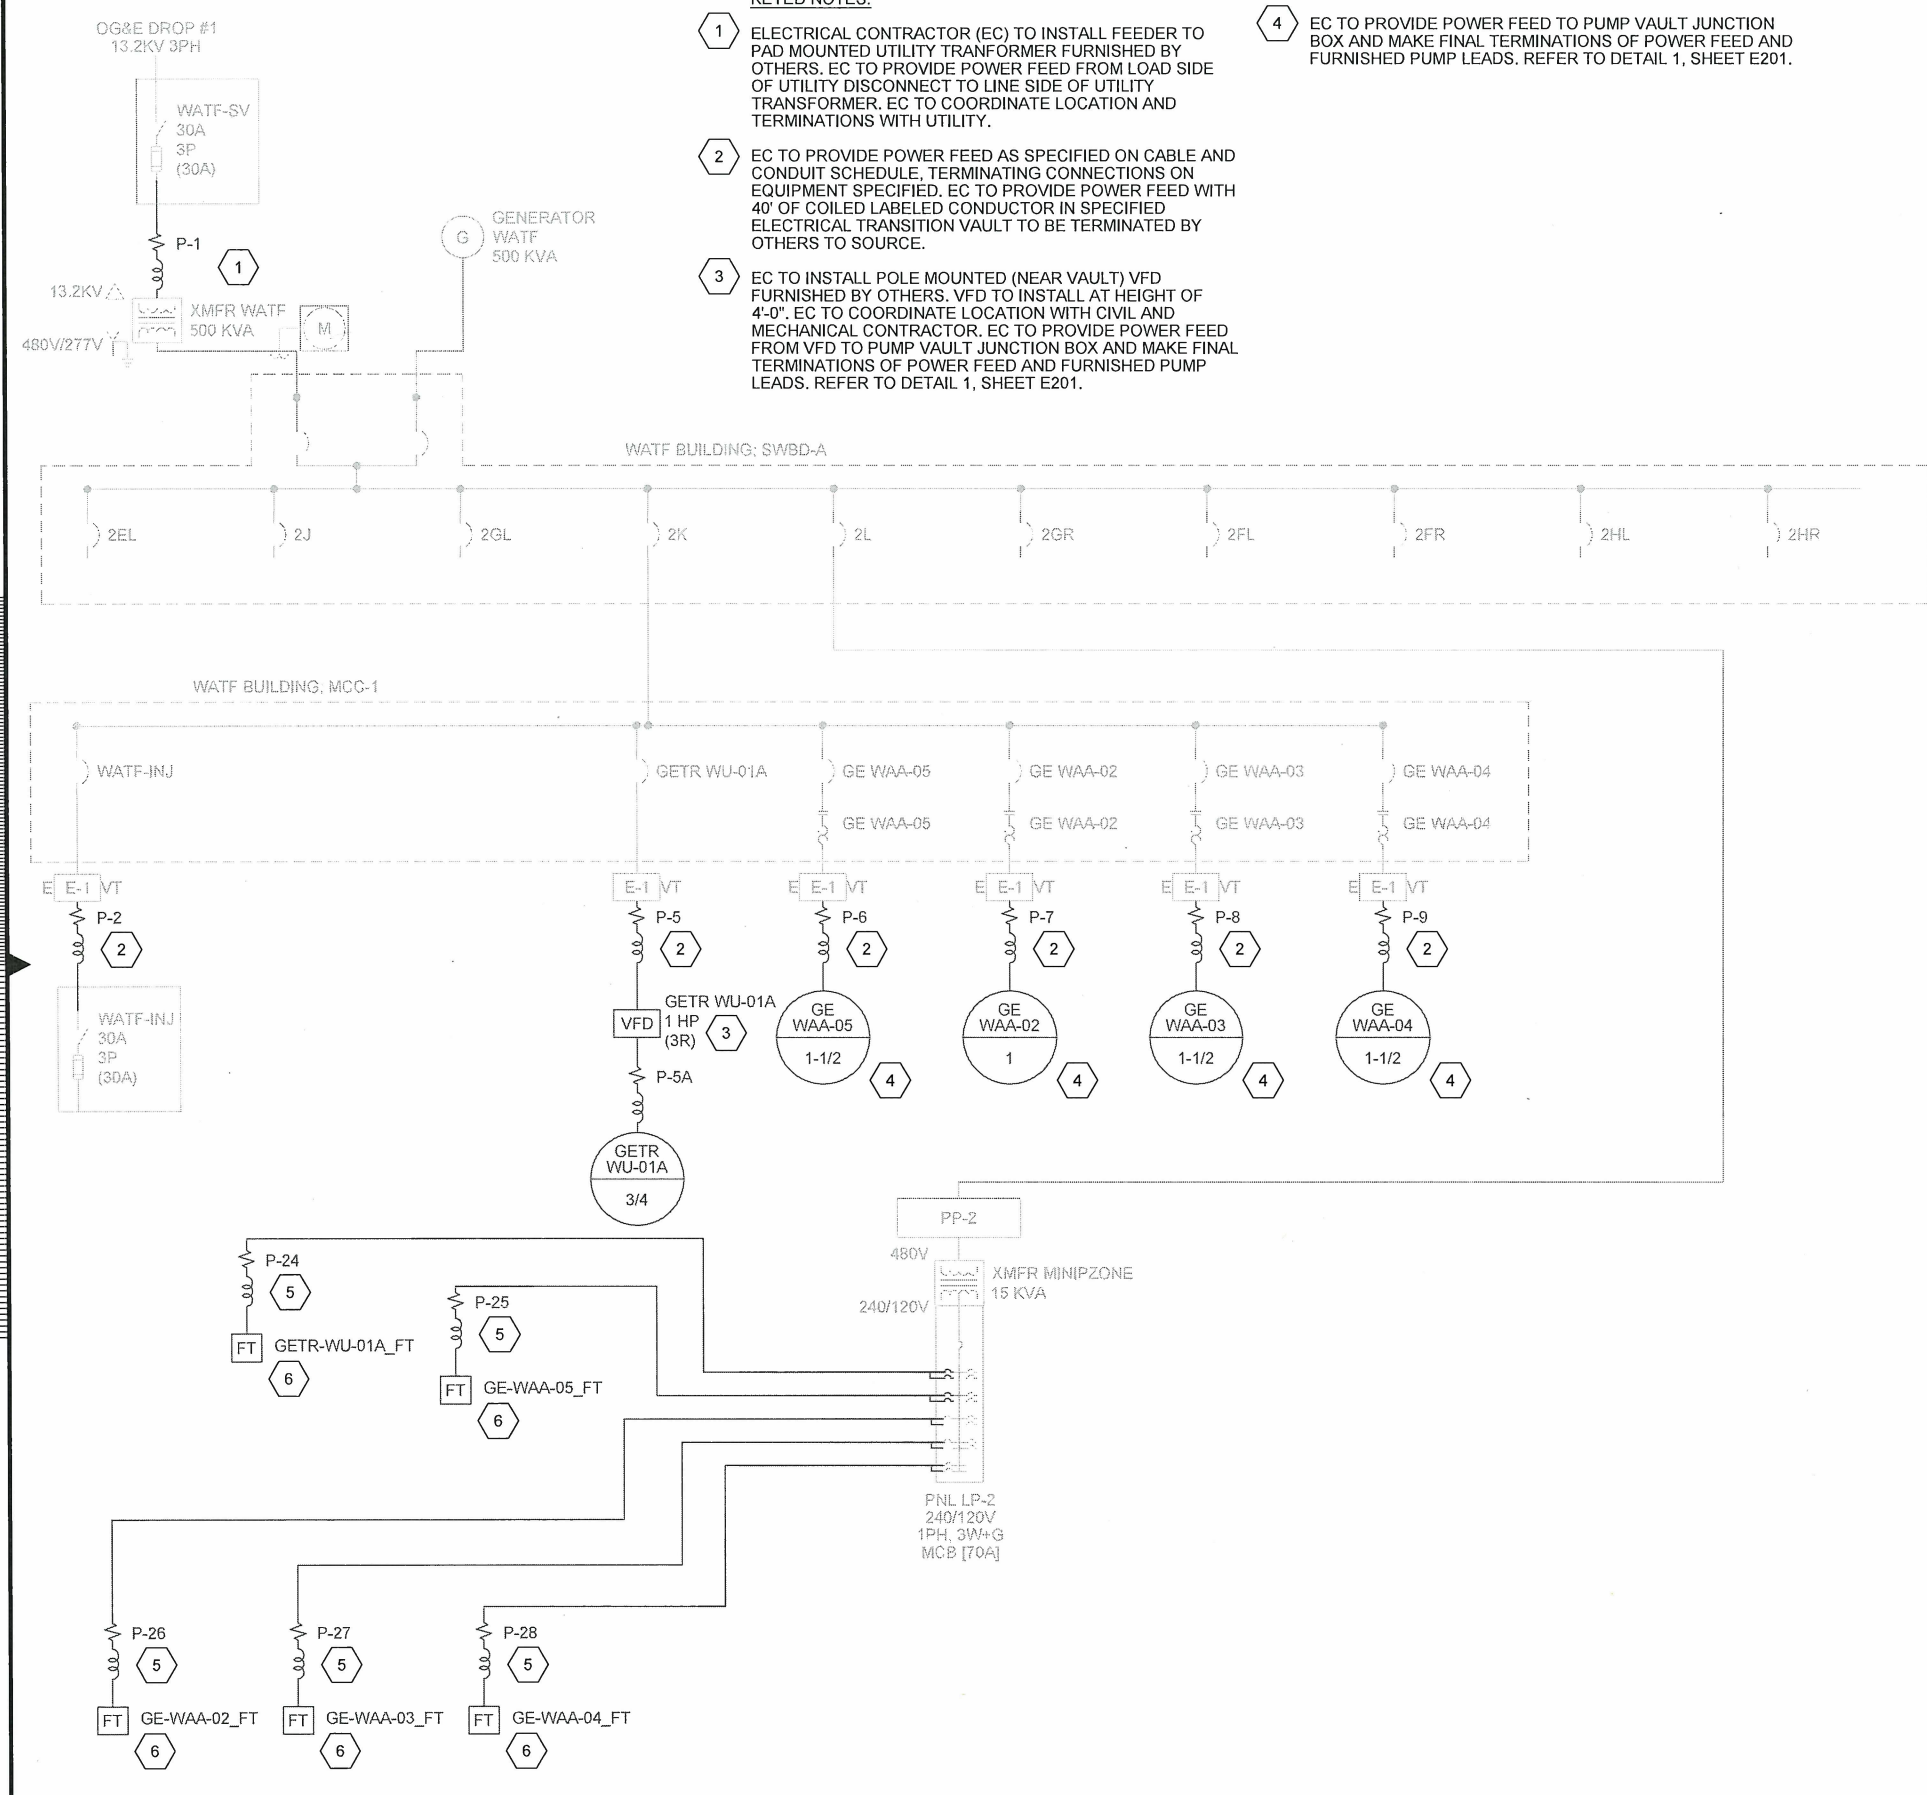 KEYED NOTES:
1
ELECTRICAL CONTRACTOR (EC) TO INSTALL FEEDER TO
PAD MOUNTED UTILITY TRANFORMER FURNISHED BY
OTHERS. EC TO PROVIDE POWER FEED FROM LOAD SIDE
OF UTILITY DISCONNECT TO LINE SIDE OF UTILITY
TRANSFORMER. EC TO COORDINATE LOCATION AND
TERMINATIONS WITH UTILITY.
2
EC TO PROVIDE POWER FEED AS SPECIFIED ON CABLE AND
CONDUIT SCHEDULE, TERMINATING CONNECTIONS ON
EQUIPMENT SPECIFIED. EC TO PROVIDE POWER FEED WITH
40' OF COILED LABELED CONDUCTOR IN SPECIFIED
ELECTRICAL TRANSITION VAULT TO BE TERMINATED BY
OTHERS TO SOURCE.
3
EC TO INSTALL POLE MOUNTED (NEAR VAULT) VFD
FURNISHED BY OTHERS. VFD TO INSTALL AT HEIGHT OF
4'-0". EC TO COORDINATE LOCATION WITH CIVIL AND
MECHANICAL CONTRACTOR. EC TO PROVIDE POWER FEED
FROM VFD TO PUMP VAULT JUNCTION BOX AND MAKE FINAL
TERMINATIONS OF POWER FEED AND FURNISHED PUMP
LEADS. REFER TO DETAIL 1, SHEET E201.
4
EC TO PROVIDE POWER FEED TO PUMP VAULT JUNCTION
BOX AND MAKE FINAL TERMINATIONS OF POWER FEED AND
FURNISHED PUMP LEADS. REFER TO DETAIL 1, SHEET E201.
OG&E DROP #1
13.2KV 3PH
WATF-SV
30A
3P
(30A)
P-1
1
13.2KV
XMFR WATF
500 KVA
480V/277V
M
G
GENERATOR
WATF
500 KVA
WATF BUILDING; SWBD-A
2EL
2J
2GL
2K
2L
2GR
2FL
2FR
2HL
2HR
WATF BUILDING, MCC-1
WATF-INJ
GETR WU-01A
GE WAA-05
GE WAA-02
GE WAA-03
GE WAA-04
GE WAA-05
GE WAA-02
GE WAA-03
GE WAA-04
E E-1 VT
E-1 VT
E E-1 VT
E E-1 VT
E E-1 VT
E E-1 VT
P-2
2
P-5
2
P-6
2
P-7
2
P-8
2
P-9
2
WATF-INJ
30A
3P
(30A)
VFD
GETR WU-01A
1 HP
(3R)
3
P-5A
GETR
WU-01A
3/4
GE
WAA-05
1-1/2
4
GE
WAA-02
1
4
GE
WAA-03
1-1/2
4
GE
WAA-04
1-1/2
4
PP-2
480V
XMFR MINIPZONE
15 KVA
240/120V
P-24
5
FT
GETR-WU-01A_FT
6
P-25
5
FT
GE-WAA-05_FT
6
PNL LP-2
240/120V
1PH, 3W+G
MCB [70A]
P-26
5
FT
GE-WAA-02_FT
6
P-27
5
FT
GE-WAA-03_FT
6
P-28
5
FT
GE-WAA-04_FT
6